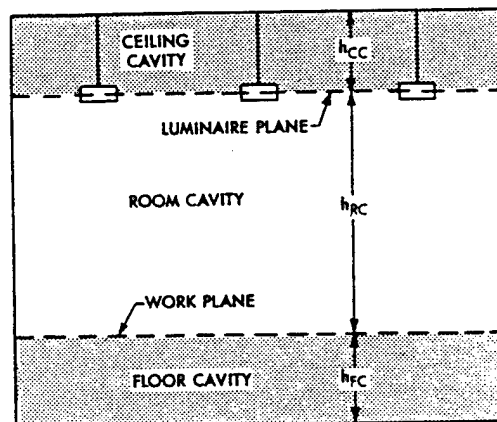 CEILING
CAVITY
hCC
LUMINAIRE PLANE
ROOM CAVITY
hRC
WORK PLANE
FLOOR CAVITY
hFC